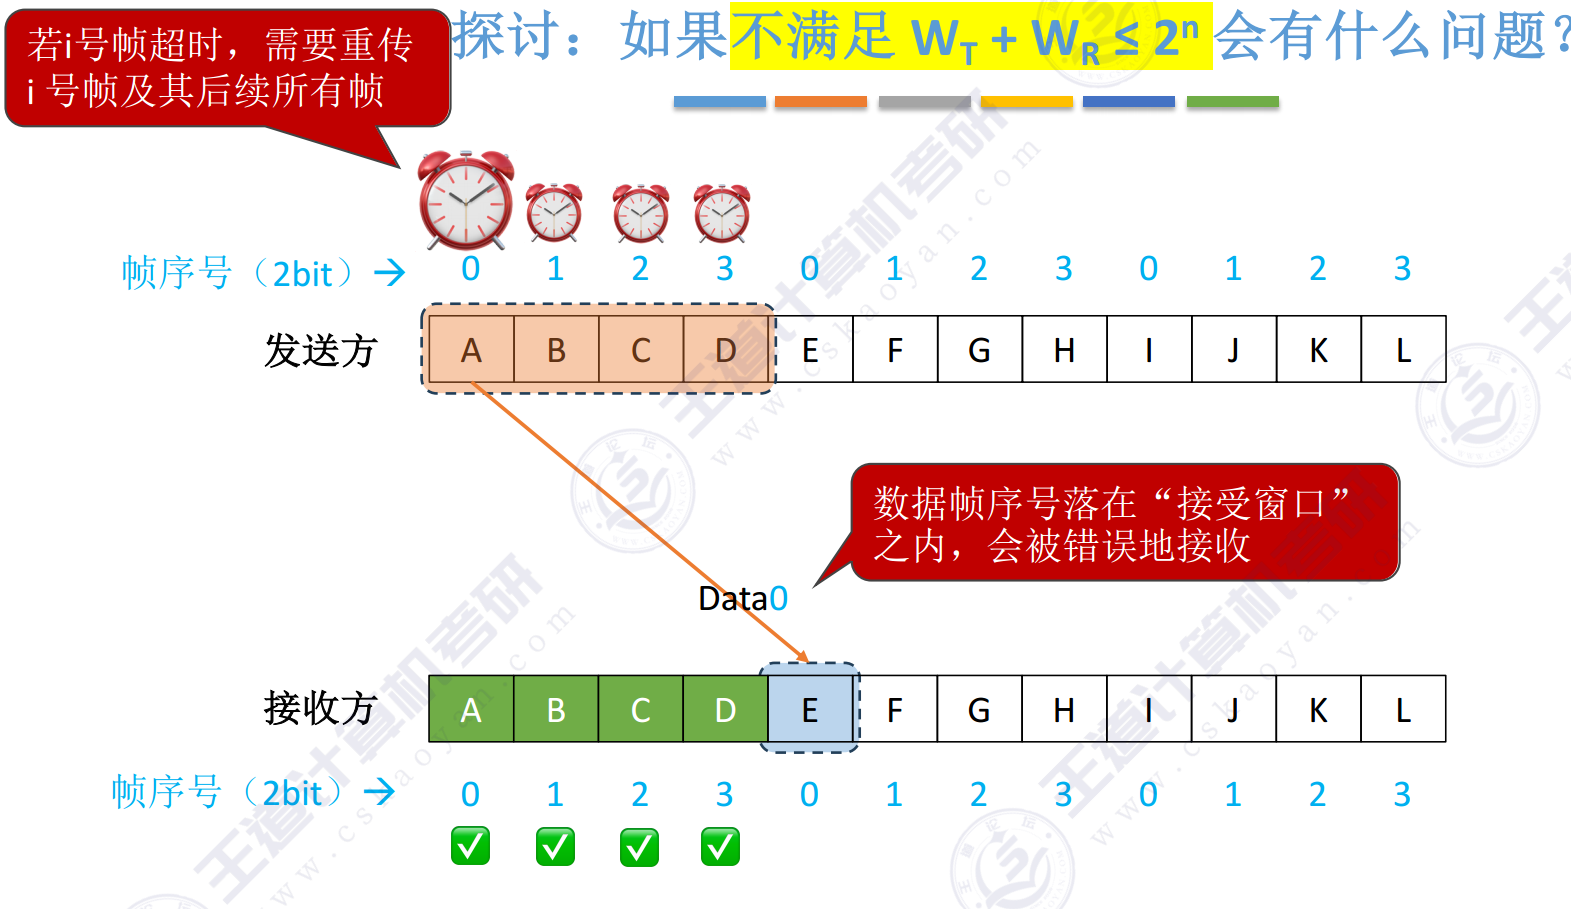 若i号帧超时，需要重传
i 号帧及其后续所有帧
探讨：如果不满足 WT + WR ≤ 2ⁿ 会有什么问题？
帧序号（2bit）→ 0 1 2 3 0 1 2 3 0 1 2 3
发送方 A B C D E F G H I J K L
数据帧序号落在“接受窗口”
之内，会被错误地接收
Data0
接收方 A B C D E F G H I J K L
帧序号（2bit）→ 0 1 2 3 0 1 2 3 0 1 2 3
王道计算机考研
www.cskaoyan.com